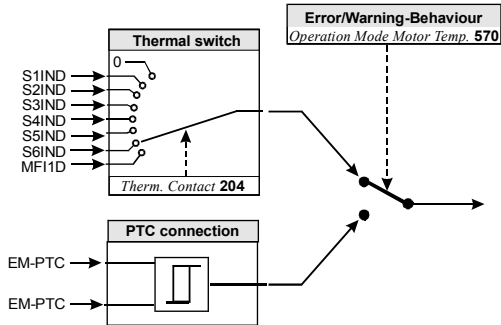 Error/Warning-Behaviour
Operation Mode Motor Temp. 570
Thermal switch
0
S1IND
S2IND
S3IND
S4IND
S5IND
S6IND
MFI1D
Therm. Contact 204
PTC connection
EM-PTC
EM-PTC